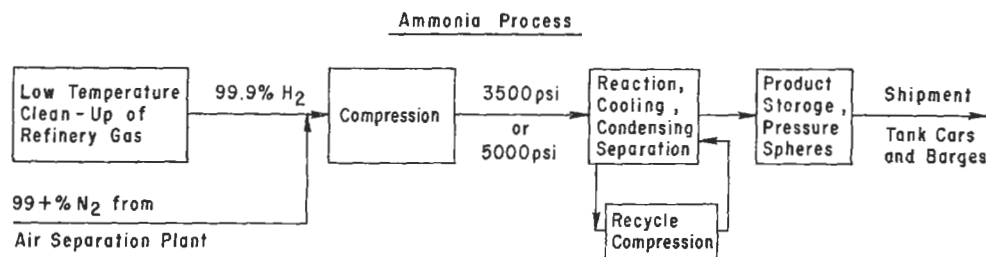 Ammonia Process
Low Temperature
Clean-Up of
Refinery Gas
99.9% H₂
Compression
3500 psi
or
5000 psi
Reaction,
Cooling,
Condensing
Separation
Product
Storage,
Pressure
Spheres
Shipment
Tank Cars
and Barges
99+% N₂ from
Air Separation Plant
Recycle
Compression